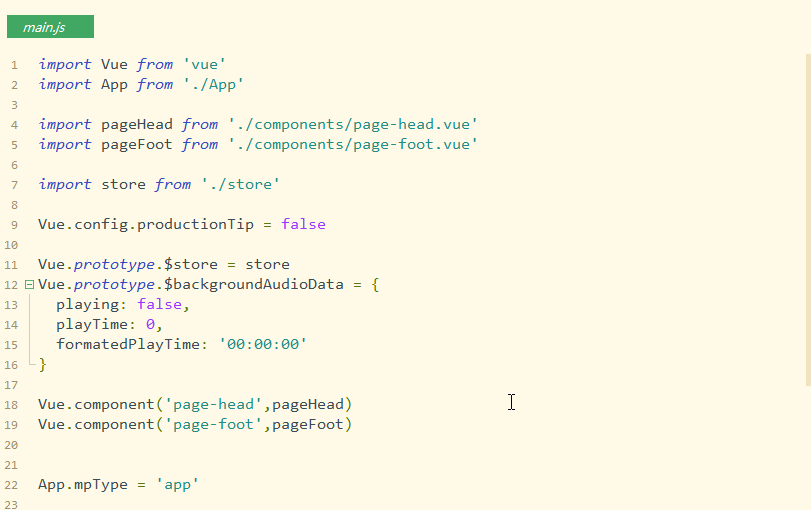 main.js
1 import Vue from 'vue'
2 import App from './App'
3
4 import pageHead from './components/page-head.vue'
5 import pageFoot from './components/page-foot.vue'
6
7 import store from './store'
8
9 Vue.config.productionTip = false
10
11 Vue.prototype.$store = store
12 Vue.prototype.$backgroundAudioData = {
13 playing: false,
14 playTime: 0,
15 formatedPlayTime: '00:00:00'
16 }
17
18 Vue.component('page-head',pageHead)
19 Vue.component('page-foot',pageFoot)
20
21
22 App.mpType = 'app'
23